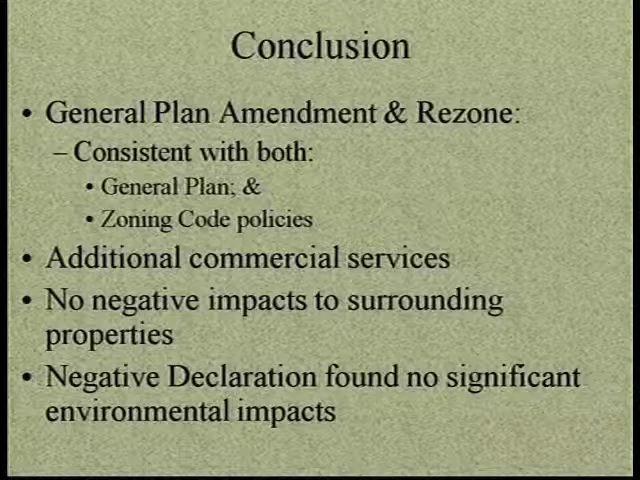 Conclusion
• General Plan Amendment & Rezone:
– Consistent with both:
• General Plan; &
• Zoning Code policies
• Additional commercial services
• No negative impacts to surrounding
properties
• Negative Declaration found no significant
environmental impacts